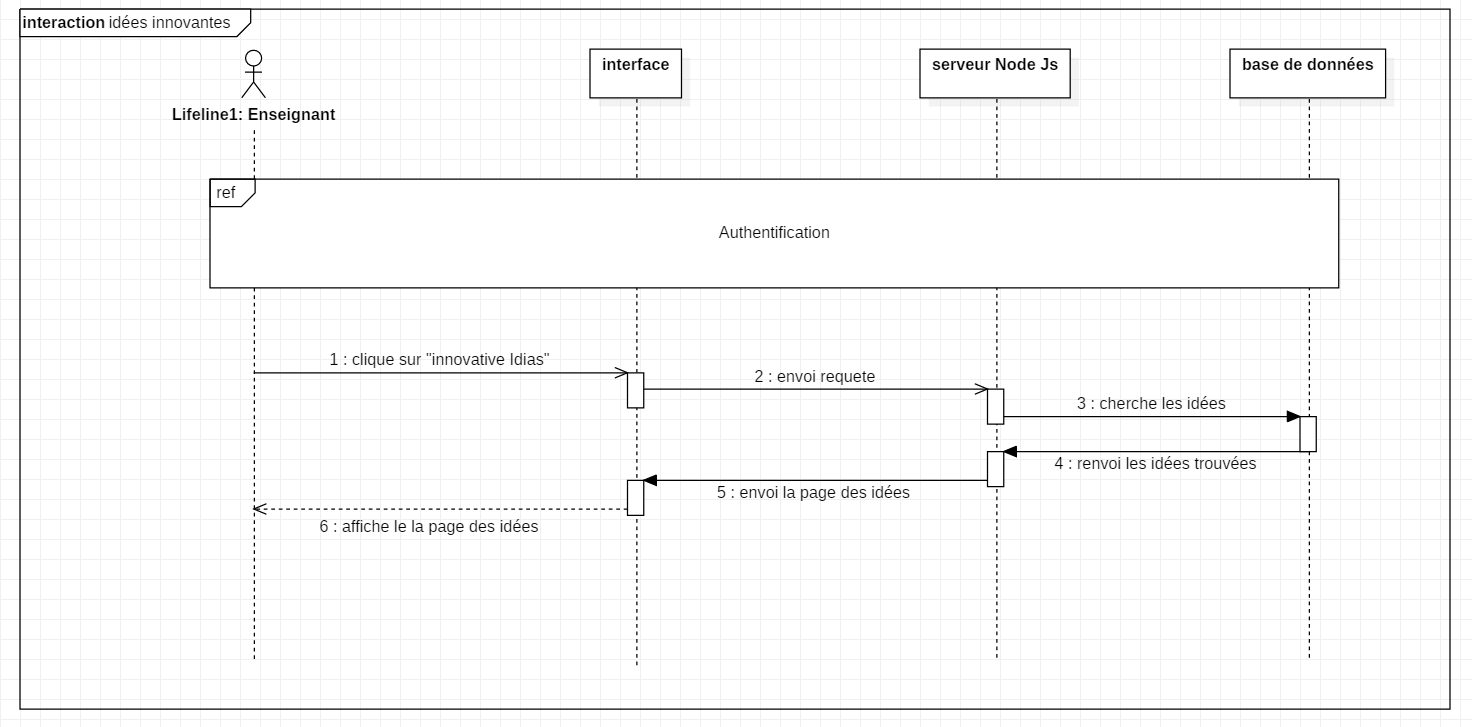 interaction idées innovantes
interface
serveur Node Js
base de données
Lifeline1: Enseignant
ref
Authentification
1 : clique sur "innovative Idias"
2 : envoi requete
3 : cherche les idées
4 : renvoi les idées trouvées
5 : envoi la page des idées
6 : affiche le la page des idées